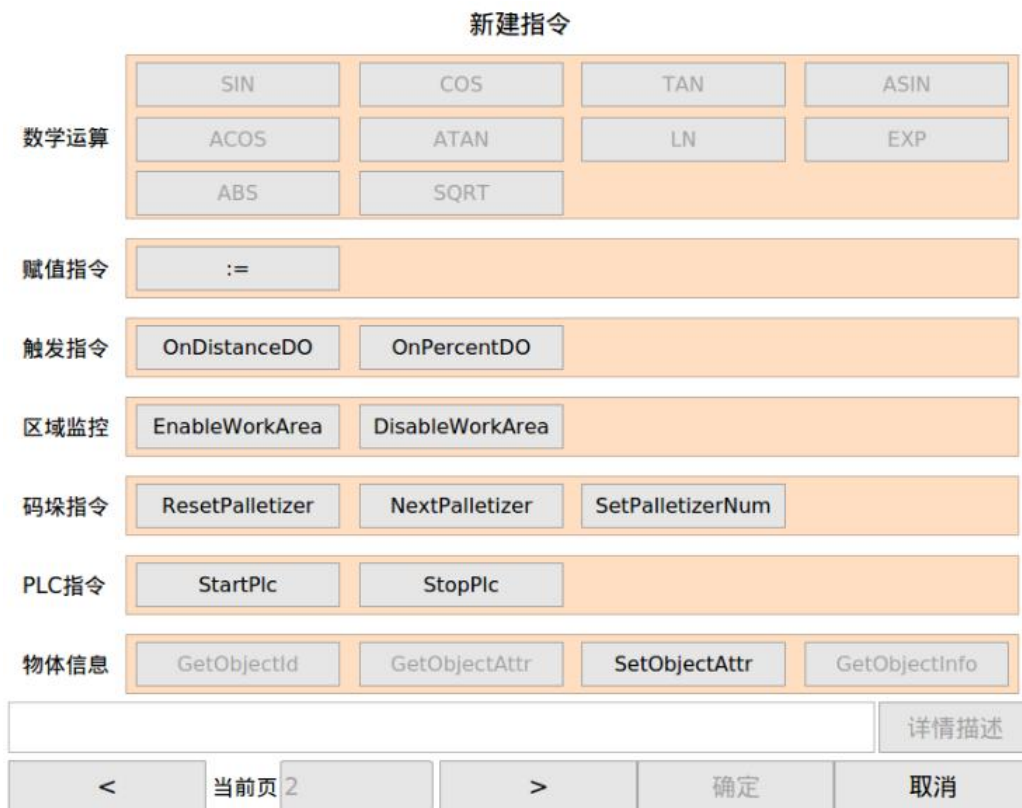 新建指令
SIN COS TAN ASIN
数学运算 ACOS ATAN LN EXP
ABS SQRT
赋值指令 :=
触发指令 OnDistanceDO OnPercentDO
区域监控 EnableWorkArea DisableWorkArea
码垛指令 ResetPalletizer NextPalletizer SetPalletizerNum
PLC指令 StartPlc StopPlc
物体信息 GetObjectId GetObjectAttr SetObjectAttr GetObjectInfo
详情描述
< 当前页 2 > 确定 取消